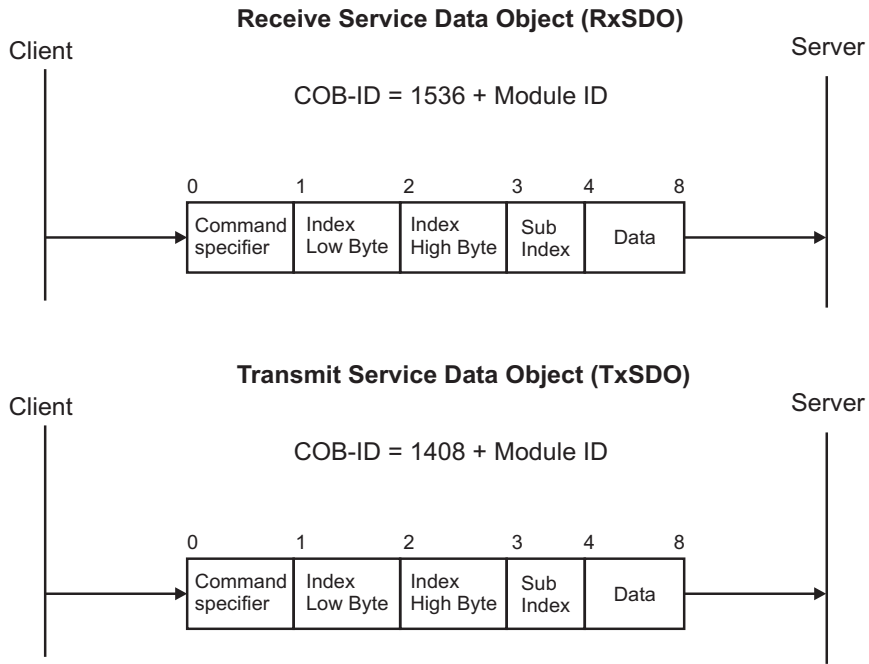 Receive Service Data Object (RxSDO)
Client
Server
COB-ID = 1536 + Module ID
0 1 2 3 4 8
Command specifier
Index Low Byte
Index High Byte
Sub Index
Data
Transmit Service Data Object (TxSDO)
Client
Server
COB-ID = 1408 + Module ID
0 1 2 3 4 8
Command specifier
Index Low Byte
Index High Byte
Sub Index
Data